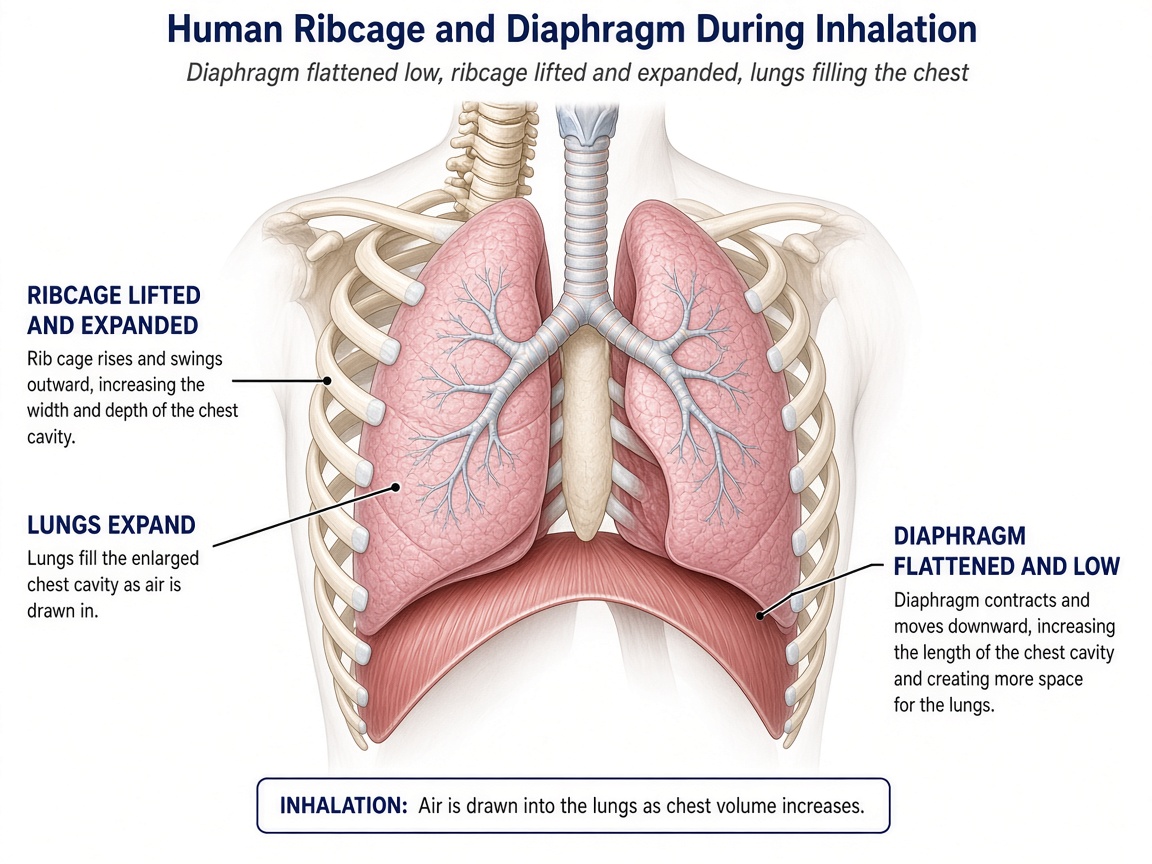 Human Ribcage and Diaphragm During Inhalation
Diaphragm flattened low, ribcage lifted and expanded, lungs filling the chest
RIBCAGE LIFTED
AND EXPANDED
Rib cage rises and swings
outward, increasing the
width and depth of the chest
cavity.
LUNGS EXPAND
Lungs fill the enlarged
chest cavity as air is
drawn in.
DIAPHRAGM
FLATTENED AND LOW
Diaphragm contracts and
moves downward, increasing
the length of the chest cavity
and creating more space
for the lungs.
INHALATION: Air is drawn into the lungs as chest volume increases.